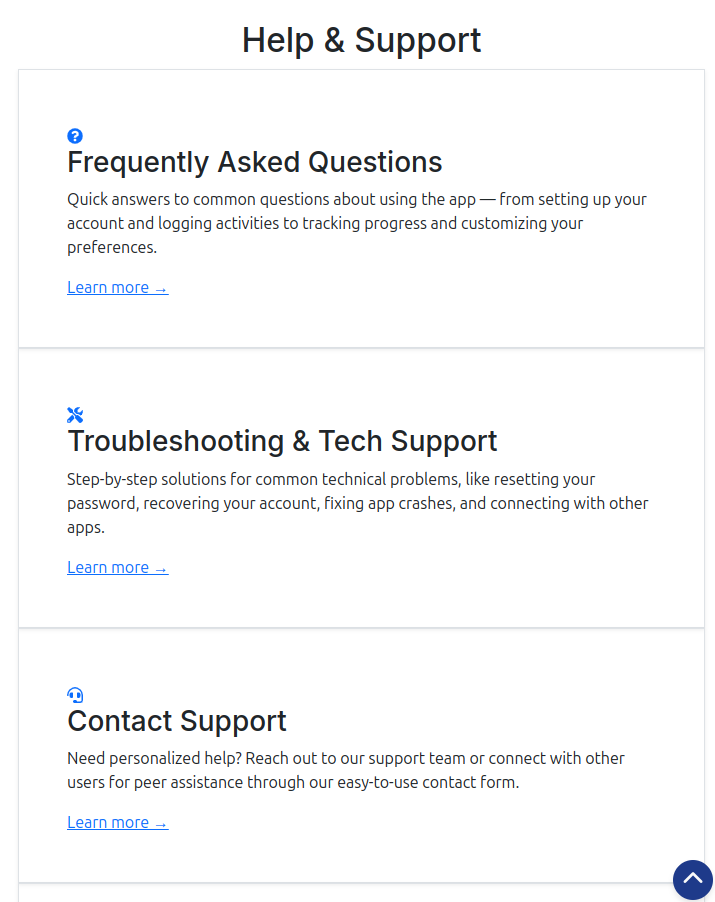 Help & Support
Frequently Asked Questions
Quick answers to common questions about using the app — from setting up your
account and logging activities to tracking progress and customizing your
preferences.
Learn more →
Troubleshooting & Tech Support
Step-by-step solutions for common technical problems, like resetting your
password, recovering your account, fixing app crashes, and connecting with other
apps.
Learn more →
Contact Support
Need personalized help? Reach out to our support team or connect with other
users for peer assistance through our easy-to-use contact form.
Learn more →